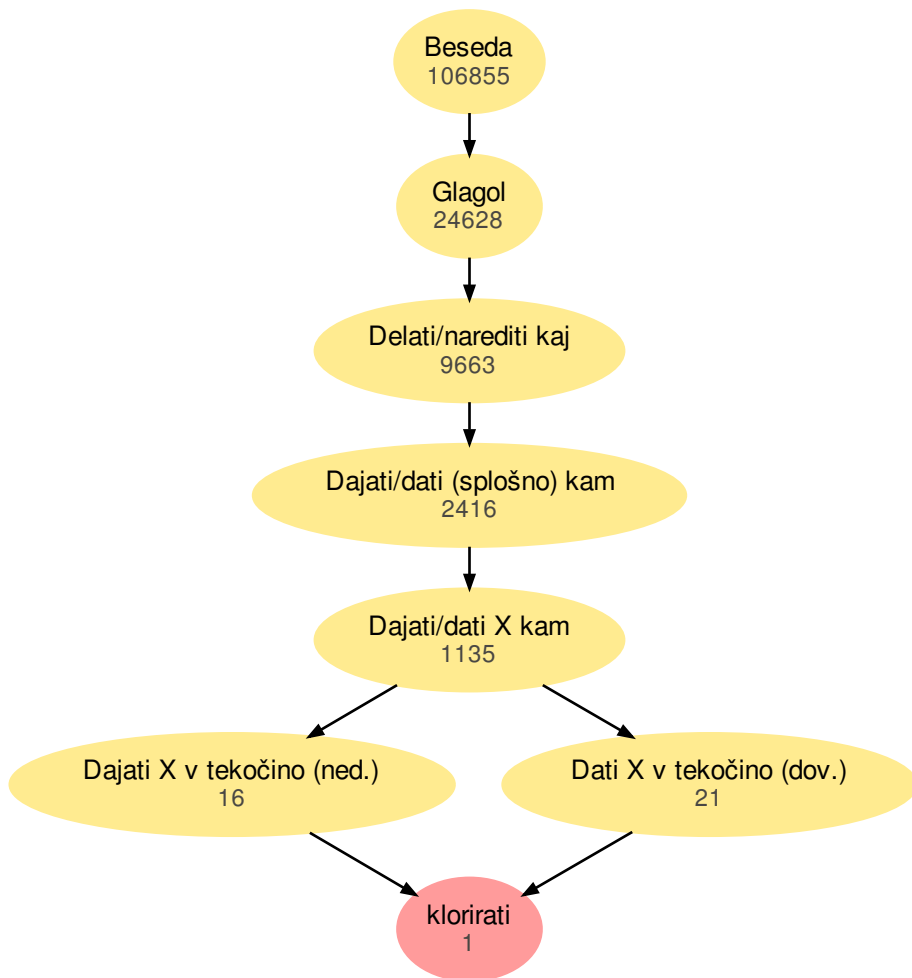 Beseda
106855
Glagol
24628
Delati/narediti kaj
9663
Dajati/dati (splošno) kam
2416
Dajati/dati X kam
1135
Dajati X v tekočino (ned.)
16
Dati X v tekočino (dov.)
21
klorirati
1